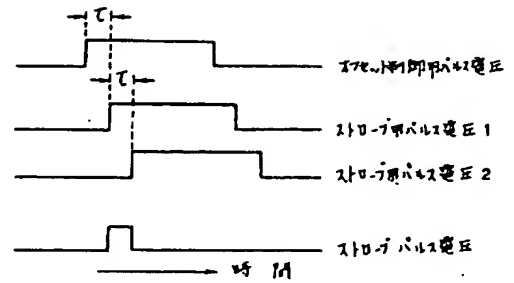 τ
オフセット制御用パルス電圧
τ
ストローブ用パルス電圧1
ストローブ用パルス電圧2
ストローブパルス電圧
時間